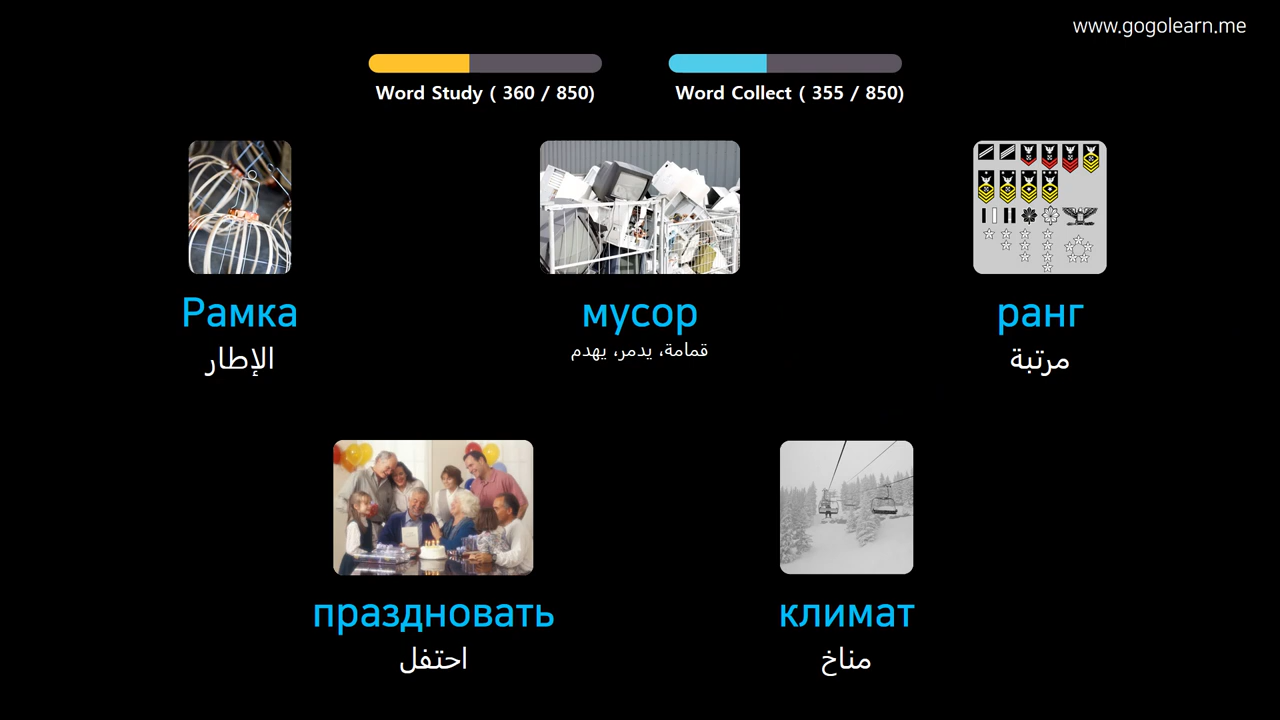 www.gogolearn.me
Word Study ( 360 / 850)
Word Collect ( 355 / 850)
Рамка
الإطار
мусор
قمامة، يدمر، يهدم
ранг
مرتبة
праздновать
احتفل
климат
مناخ